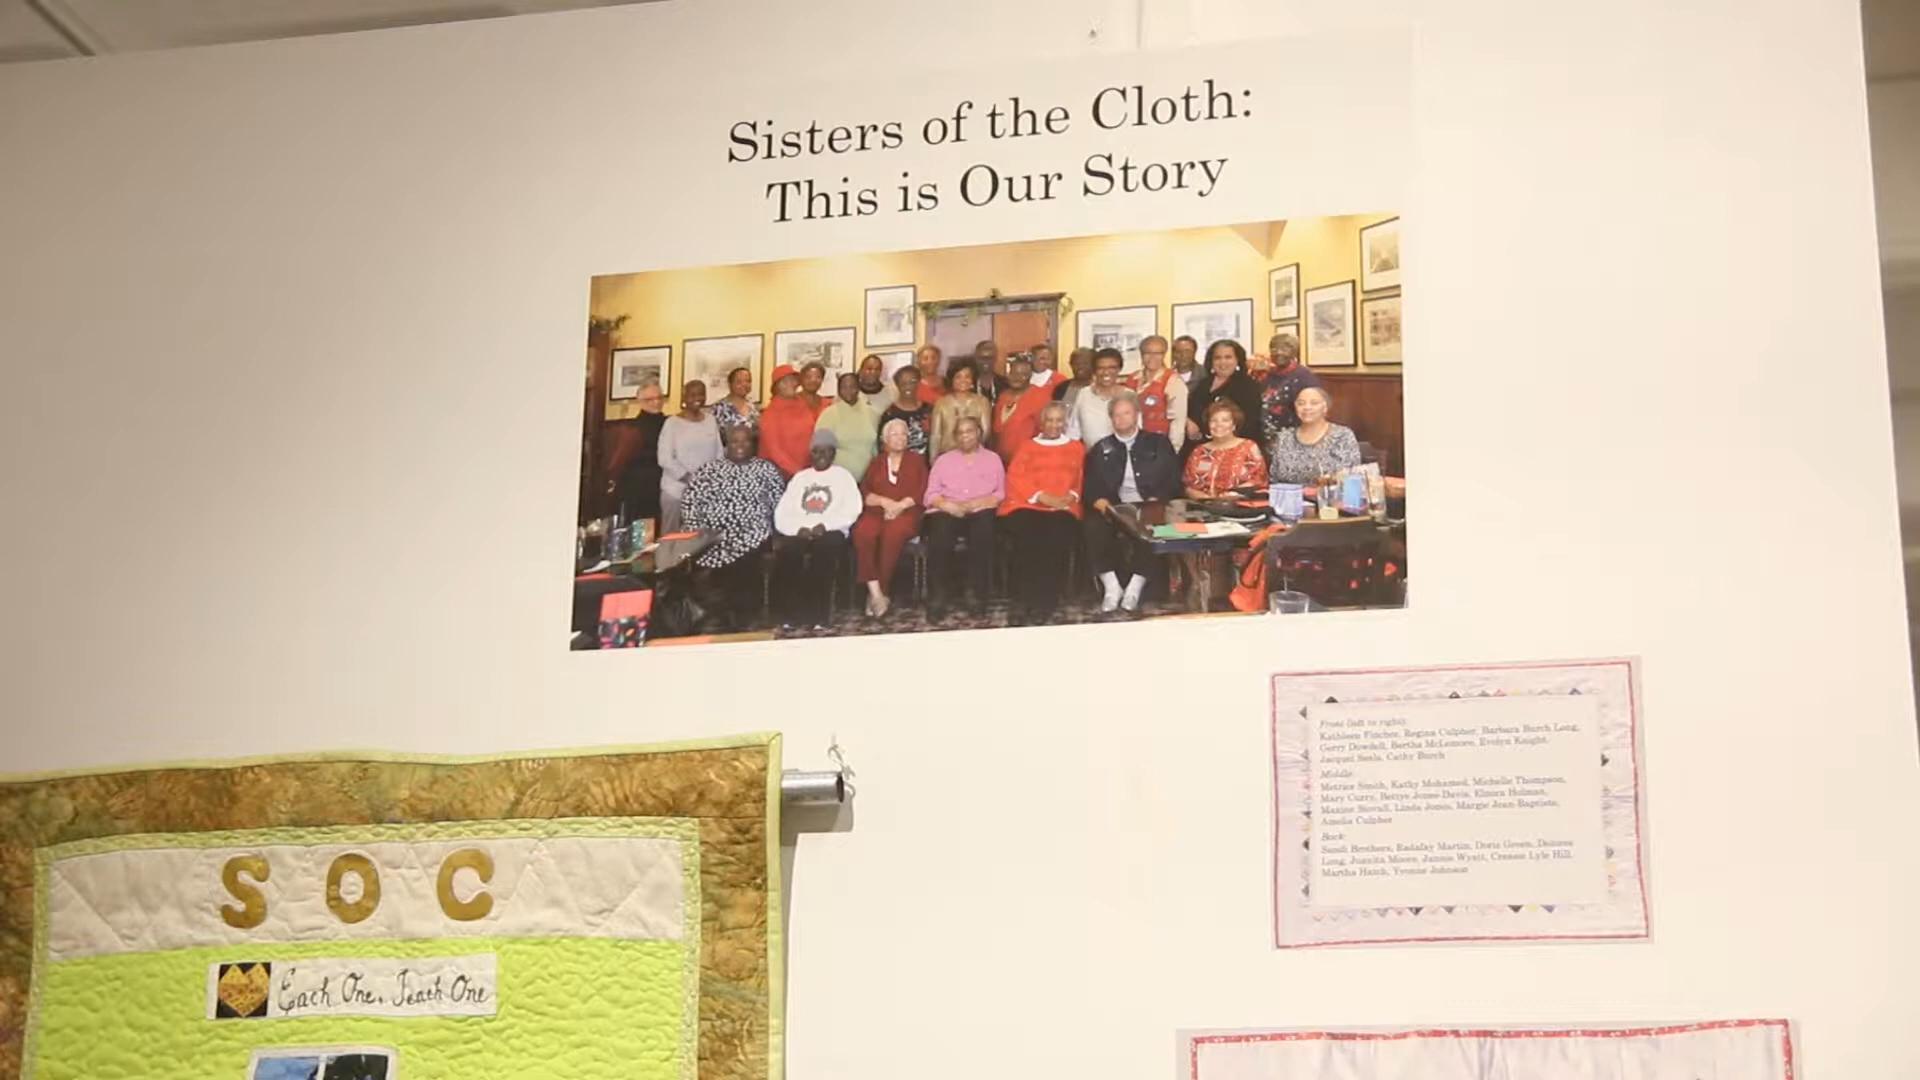 Sisters of the Cloth:
This is Our Story
Front (left to right):
Kathleen Fincher, Regina Culpher, Barbara Burch Long,
Gerry Dowdell, Bertha McLemore, Evelyn Knight,
Jacquei Seals, Cathy Burch
Middle:
Metrice Smith, Kathy Mohamed, Michelle Thompson,
Mary Curry, Bettye Jones-Davis, Elnora Holman,
Maxine Stovall, Linda Jones, Margie Jean-Baptiste,
Amelia Culpher
Back:
Sandi Brothers, Martin, Doris Green,
Long, Juanita Moore, Jannie Wyatt, Lyle Hill,
Martha Hatch, Yvonne Johnson
SOC
Each One, Teach One